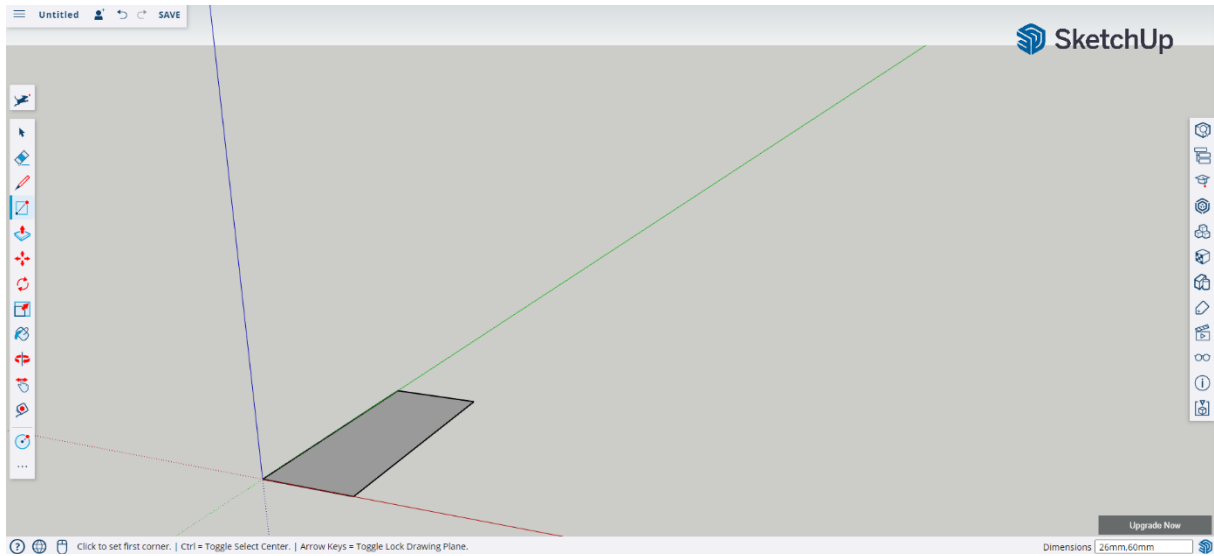 Untitled SAVE
SketchUp
Upgrade Now
Click to set first corner. | Ctrl = Toggle Select Center. | Arrow Keys = Toggle Lock Drawing Plane.
Dimensions 26mm,60mm